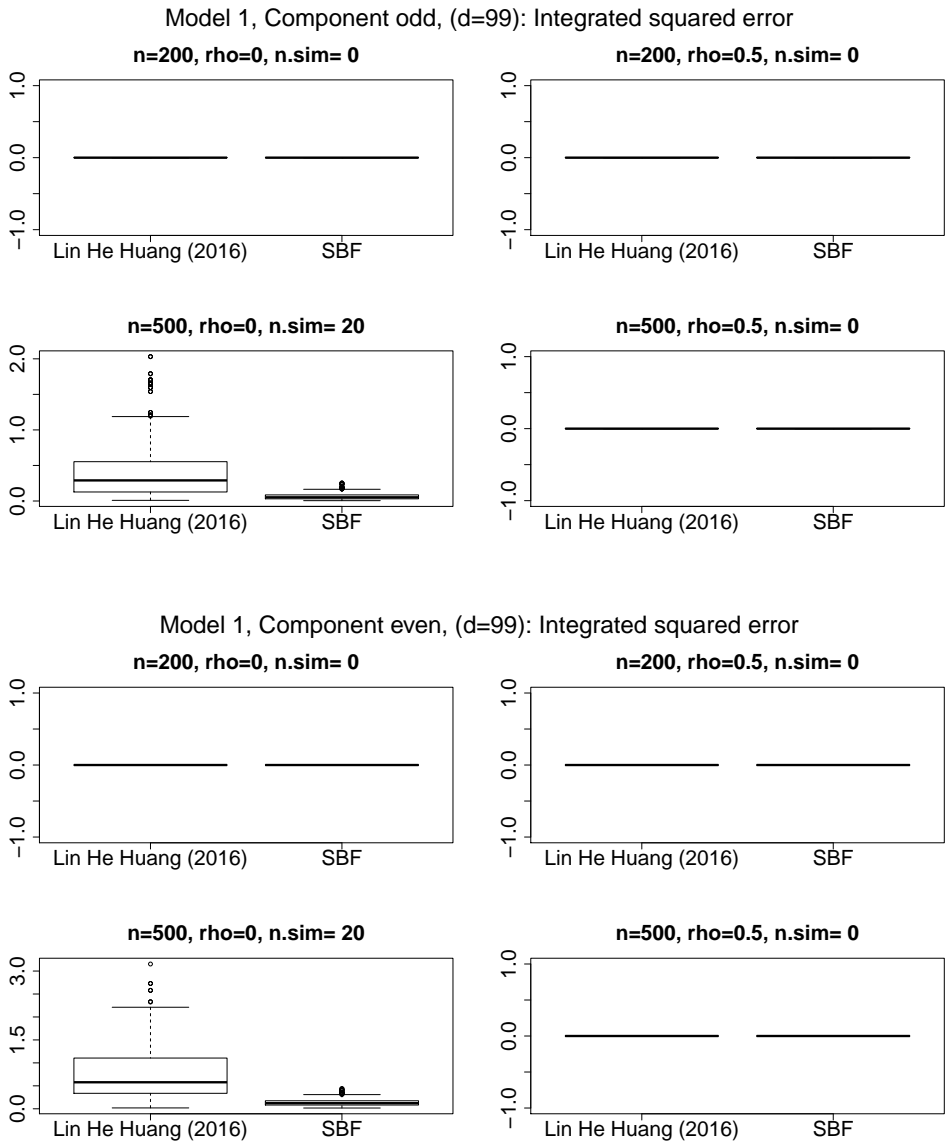 Model 1, Component odd, (d=99): Integrated squared error
n=200, rho=0, n.sim= 0
1.0
0.0
−1.0
Lin He Huang (2016)
SBF
n=200, rho=0.5, n.sim= 0
1.0
0.0
−1.0
Lin He Huang (2016)
SBF
n=500, rho=0, n.sim= 20
2.0
1.0
0.0
Lin He Huang (2016)
SBF
n=500, rho=0.5, n.sim= 0
1.0
0.0
−1.0
Lin He Huang (2016)
SBF
Model 1, Component even, (d=99): Integrated squared error
n=200, rho=0, n.sim= 0
1.0
0.0
−1.0
Lin He Huang (2016)
SBF
n=200, rho=0.5, n.sim= 0
1.0
0.0
−1.0
Lin He Huang (2016)
SBF
n=500, rho=0, n.sim= 20
3.0
1.5
0.0
Lin He Huang (2016)
SBF
n=500, rho=0.5, n.sim= 0
1.0
0.0
−1.0
Lin He Huang (2016)
SBF